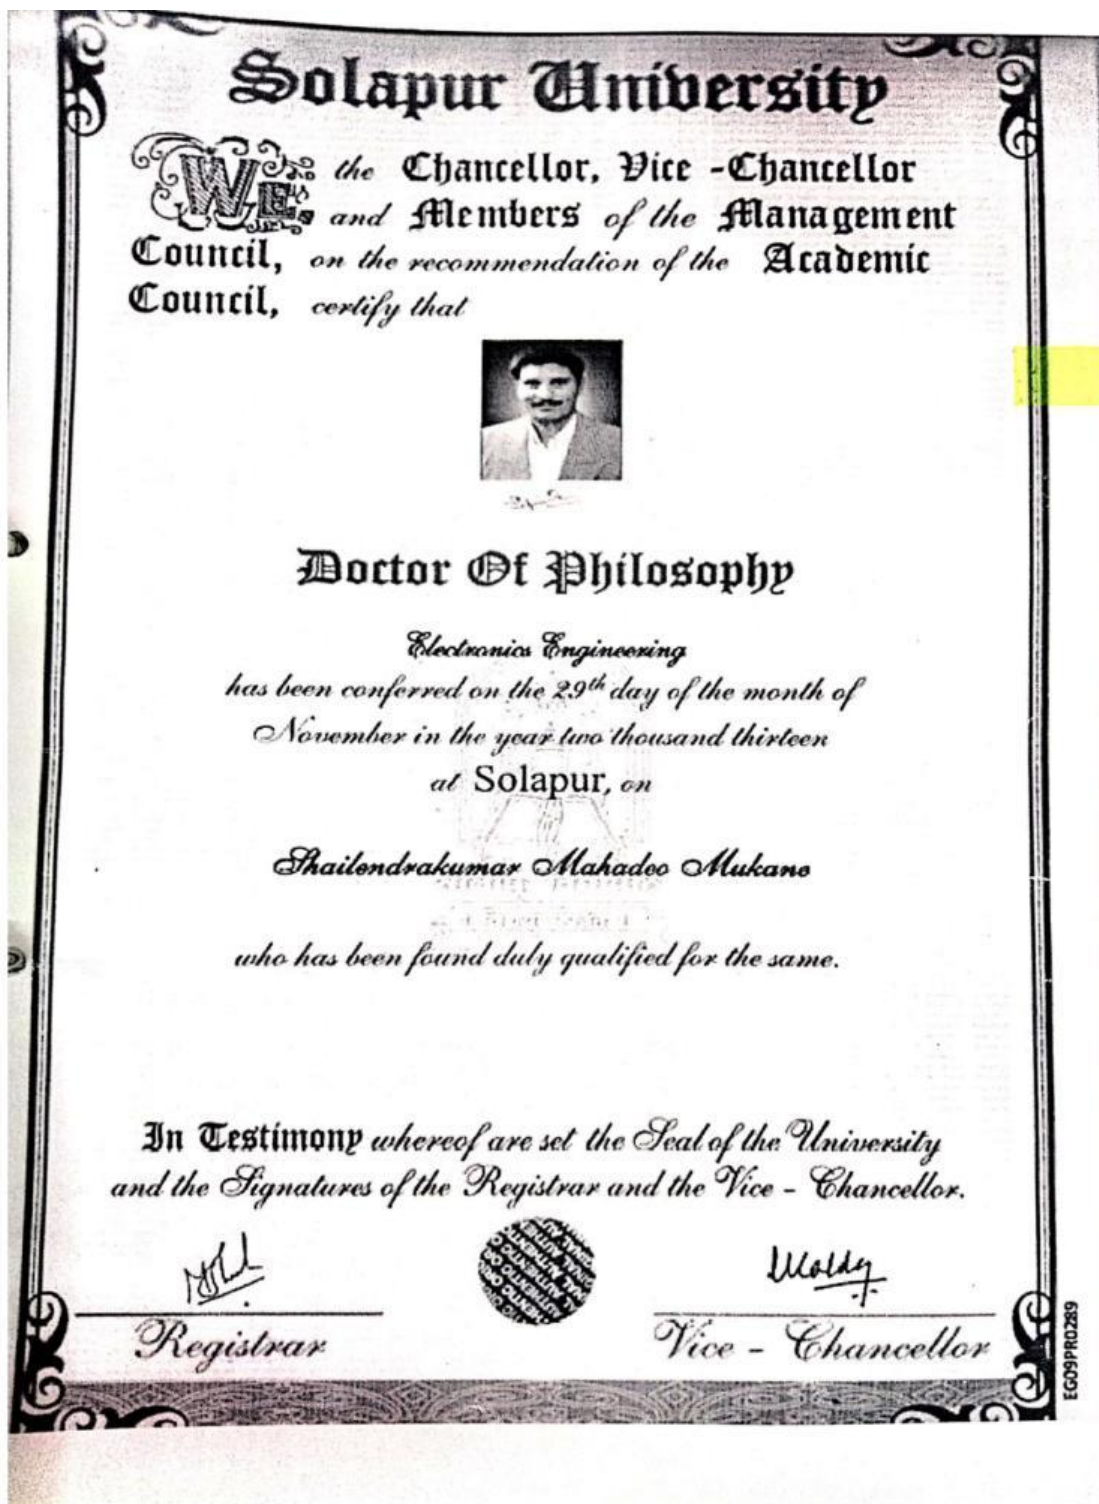 Solapur University
WE, the Chancellor, Vice -Chancellor
and Members of the Management
Council, on the recommendation of the Academic
Council, certify that
Doctor Of Philosophy
Electronics Engineering
has been conferred on the 29th day of the month of
November in the year two thousand thirteen
at Solapur, on
Shailendrakumar Mahadeo Mukane
who has been found duly qualified for the same.
In Testimony whereof are set the Seal of the University
and the Signatures of the Registrar and the Vice - Chancellor.
Registrar
Vice - Chancellor
EG09PR0289